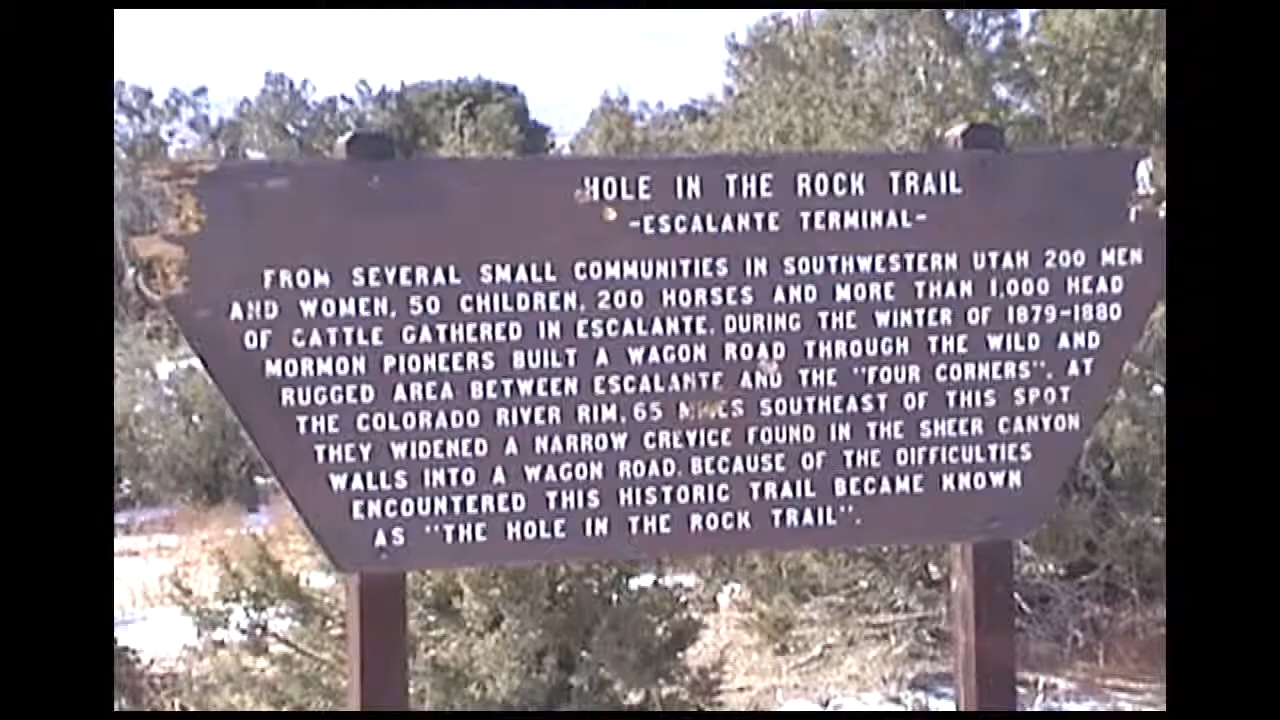 HOLE IN THE ROCK TRAIL
-ESCALANTE TERMINAL-
FROM SEVERAL SMALL COMMUNITIES IN SOUTHWESTERN UTAH 200 MEN
AND WOMEN, 50 CHILDREN, 200 HORSES AND MORE THAN 1,000 HEAD
OF CATTLE GATHERED IN ESCALANTE. DURING THE WINTER OF 1879-1880
MORMON PIONEERS BUILT A WAGON ROAD THROUGH THE WILD AND
RUGGED AREA BETWEEN ESCALANTE AND THE "FOUR CORNERS". AT
THE COLORADO RIVER RIM, 65 MILES SOUTHEAST OF THIS SPOT
THEY WIDENED A NARROW CREVICE FOUND IN THE SHEER CANYON
WALLS INTO A WAGON ROAD. BECAUSE OF THE DIFFICULTIES
ENCOUNTERED THIS HISTORIC TRAIL BECAME KNOWN
AS "THE HOLE IN THE ROCK TRAIL".